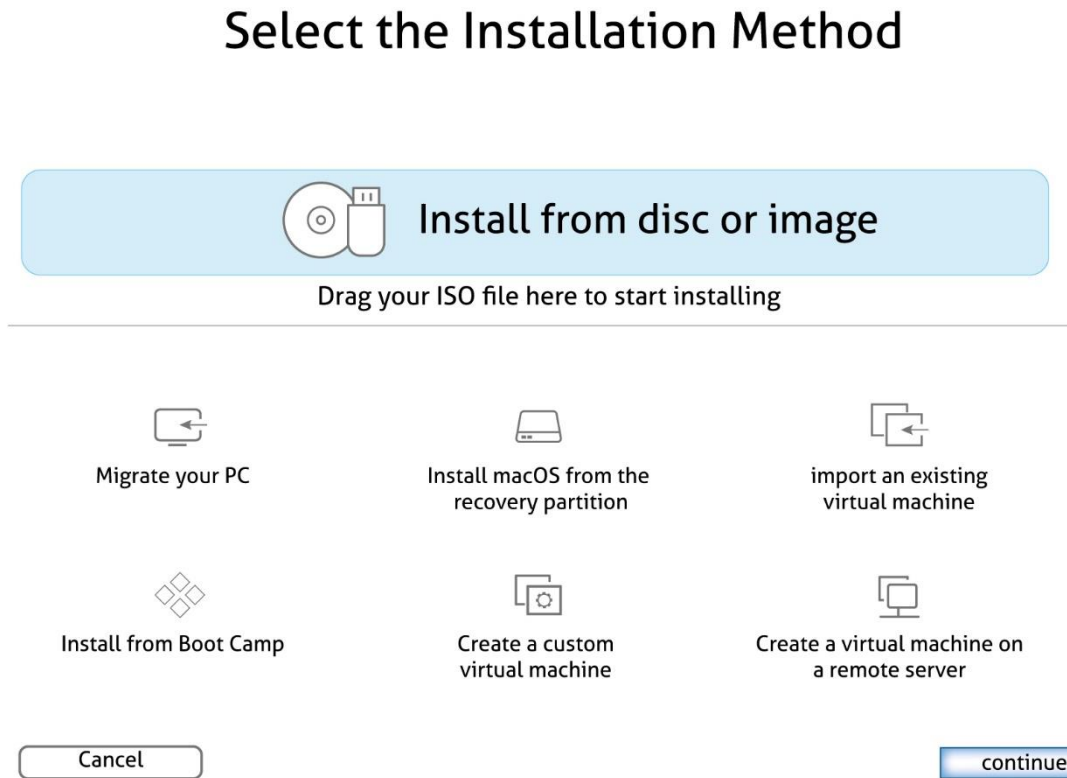 Select the Installation Method
Install from disc or image
Drag your ISO file here to start installing
Migrate your PC
Install macOS from the
recovery partition
import an existing
virtual machine
Install from Boot Camp
Create a custom
virtual machine
Create a virtual machine on
a remote server
Cancel
continue